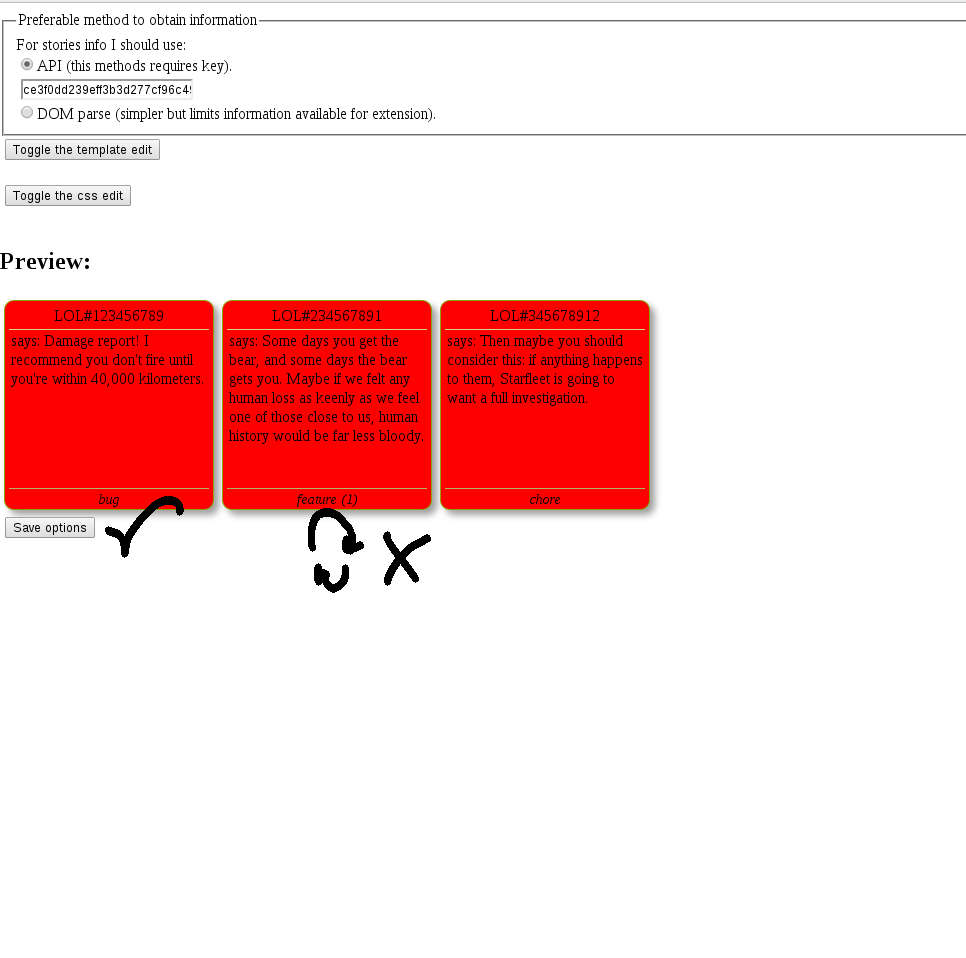 Preferable method to obtain information
For stories info I should use:
API (this methods requires key).
ce3f0dd239eff3b3d277cf96c4
DOM parse (simpler but limits information available for extension).
Toggle the template edit
Toggle the css edit
Preview:
LOL#123456789
says: Damage report! I
recommend you don't fire until
you're within 40,000 kilometers.
bug
LOL#234567891
says: Some days you get the
bear, and some days the bear
gets you. Maybe if we felt any
human loss as keenly as we feel
one of those close to us, human
history would be far less bloody.
feature (1)
LOL#345678912
says: Then maybe you should
consider this: if anything happens
to them, Starfleet is going to
want a full investigation.
chore
Save options